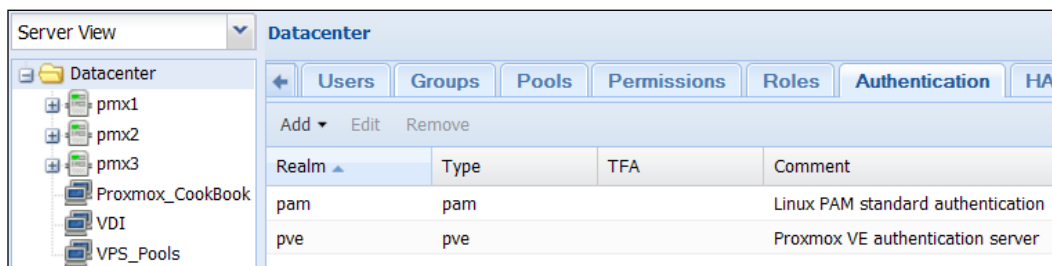 Server View
Datacenter
pmx1
pmx2
pmx3
Proxmox_CookBook
VDI
VPS_Pools
Datacenter
Users Groups Pools Permissions Roles Authentication HA
Add Edit Remove
Realm Type TFA Comment
pam pam Linux PAM standard authentication
pve pve Proxmox VE authentication server